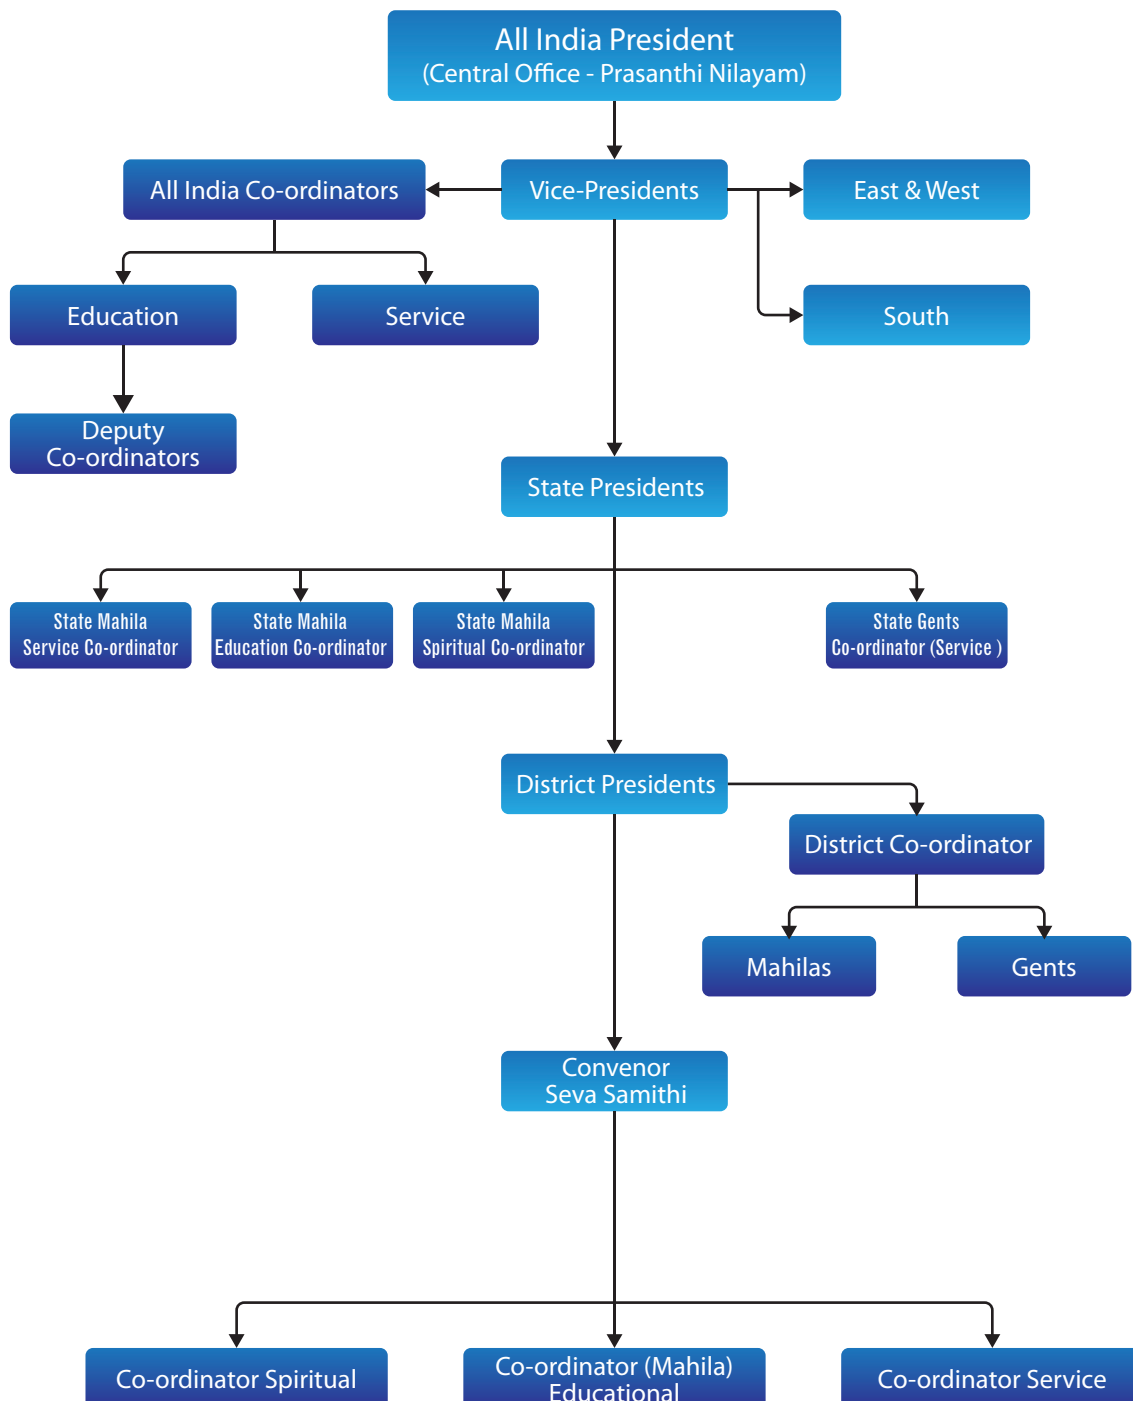 All India President
(Central Office - Prasanthi Nilayam)
All India Co-ordinators
Vice-Presidents
East & West
Education
Service
South
Deputy
Co-ordinators
State Presidents
State Mahila
Service Co-ordinator
State Mahila
Education Co-ordinator
State Mahila
Spiritual Co-ordinator
State Gents
Co-ordinator (Service )
District Presidents
District Co-ordinator
Mahilas
Gents
Convenor
Seva Samithi
Co-ordinator Spiritual
Co-ordinator (Mahila)
Educational
Co-ordinator Service